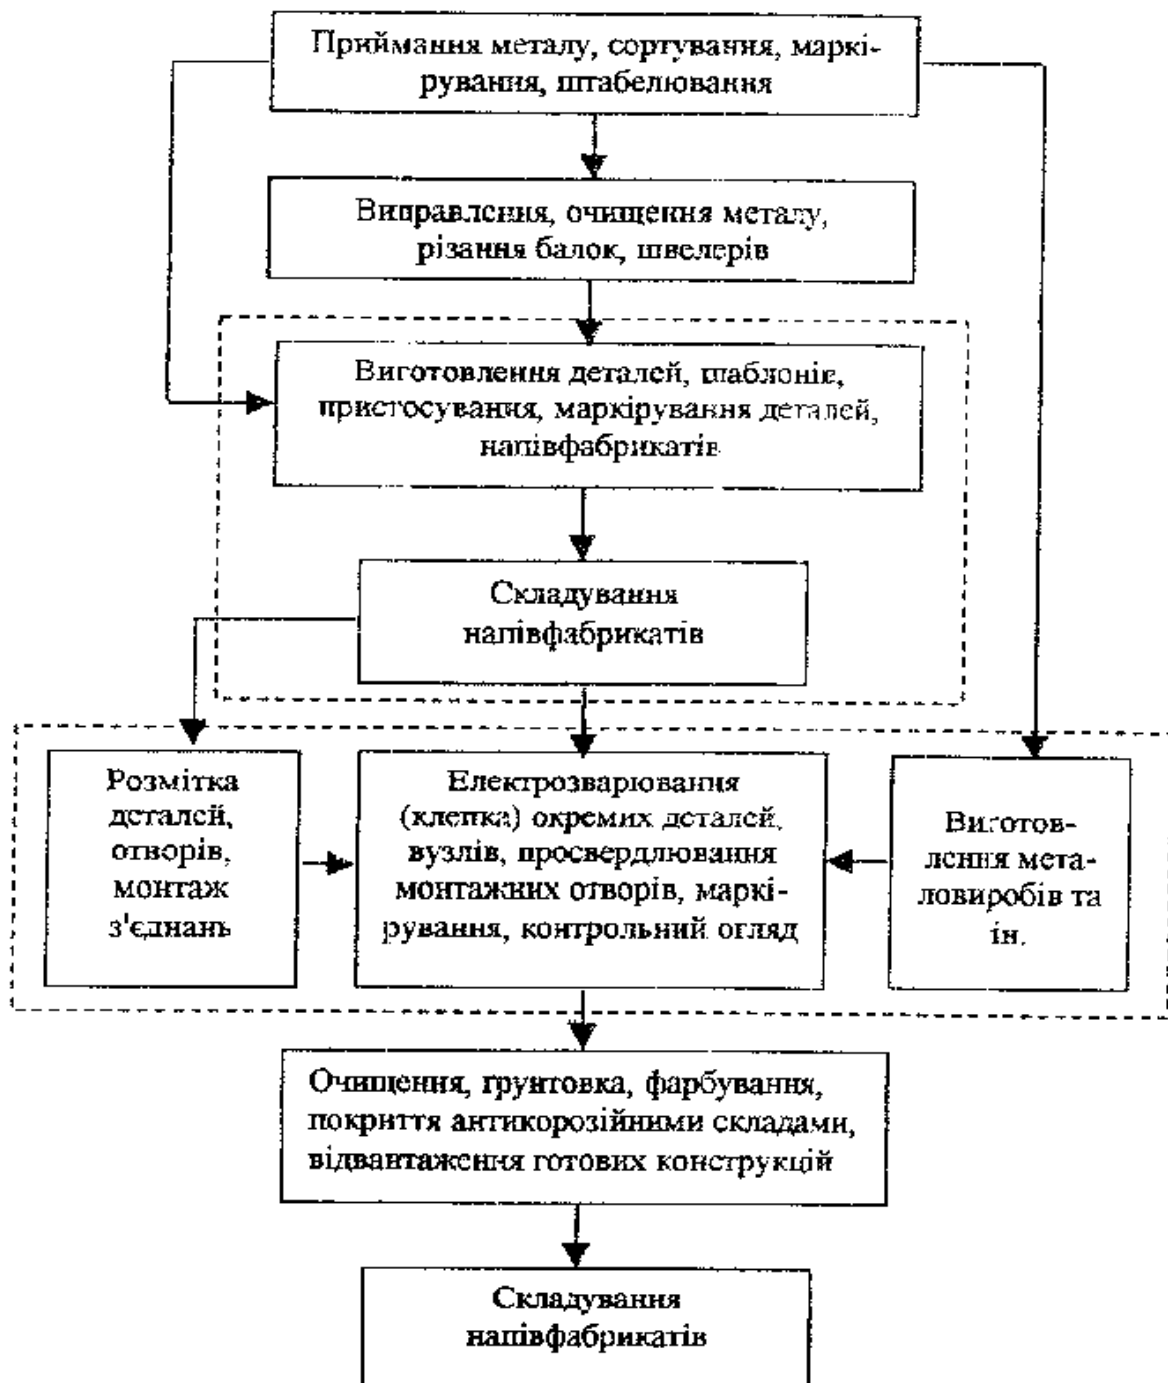 Приймання металу, сортування, маркі-
рування, штабелювання
Виправлення, очищення металу,
різання балок, швелерів
Виготовлення деталей, шаблонів,
пристосування, маркірування деталей,
напівфабрикатів
Складування
напівфабрикатів
Розмітка
деталей,
отворів,
монтаж
з'єднань
Електрозварювання
(клепка) окремих деталей,
вузлів, просвердлювання
монтажних отворів, маркі-
рування, контрольний огляд
Виготов-
лення мета-
ловиробів та
ін.
Очищення, ґрунтовка, фарбування,
покриття антикорозійними складами,
відвантаження готових конструкцій
Складування
напівфабрикатів